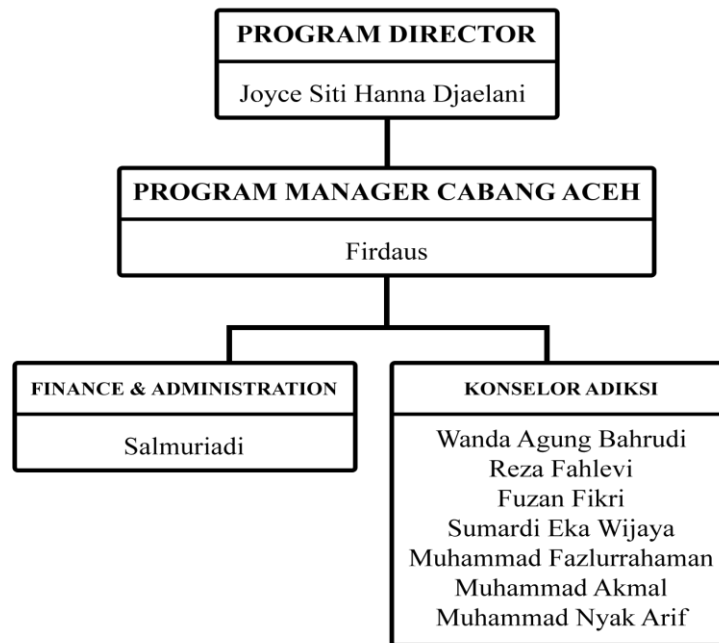 PROGRAM DIRECTOR
Joyce Siti Hanna Djaelani
PROGRAM MANAGER CABANG ACEH
Firdaus
FINANCE & ADMINISTRATION
Salmuriadi
KONSELOR ADIKSI
Wanda Agung Bahrudi
Reza Fahlevi
Fuzan Fikri
Sumardi Eka Wijaya
Muhammad Fazlurrahaman
Muhammad Akmal
Muhammad Nyak Arif